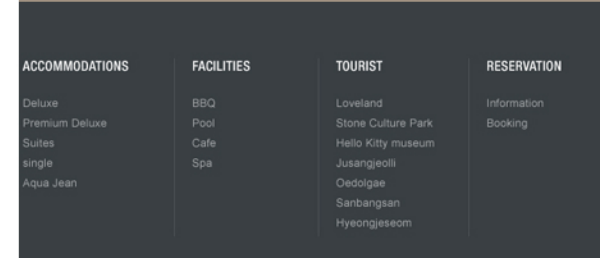 ACCOMMODATIONS
Deluxe
Premium Deluxe
Suites
single
Aqua Jean
FACILITIES
BBQ
Pool
Cafe
Spa
TOURIST
Loveland
Stone Culture Park
Hello Kitty museum
Jusangjeolli
Oedolgae
Sanbangsan
Hyeongjeseom
RESERVATION
Information
Booking